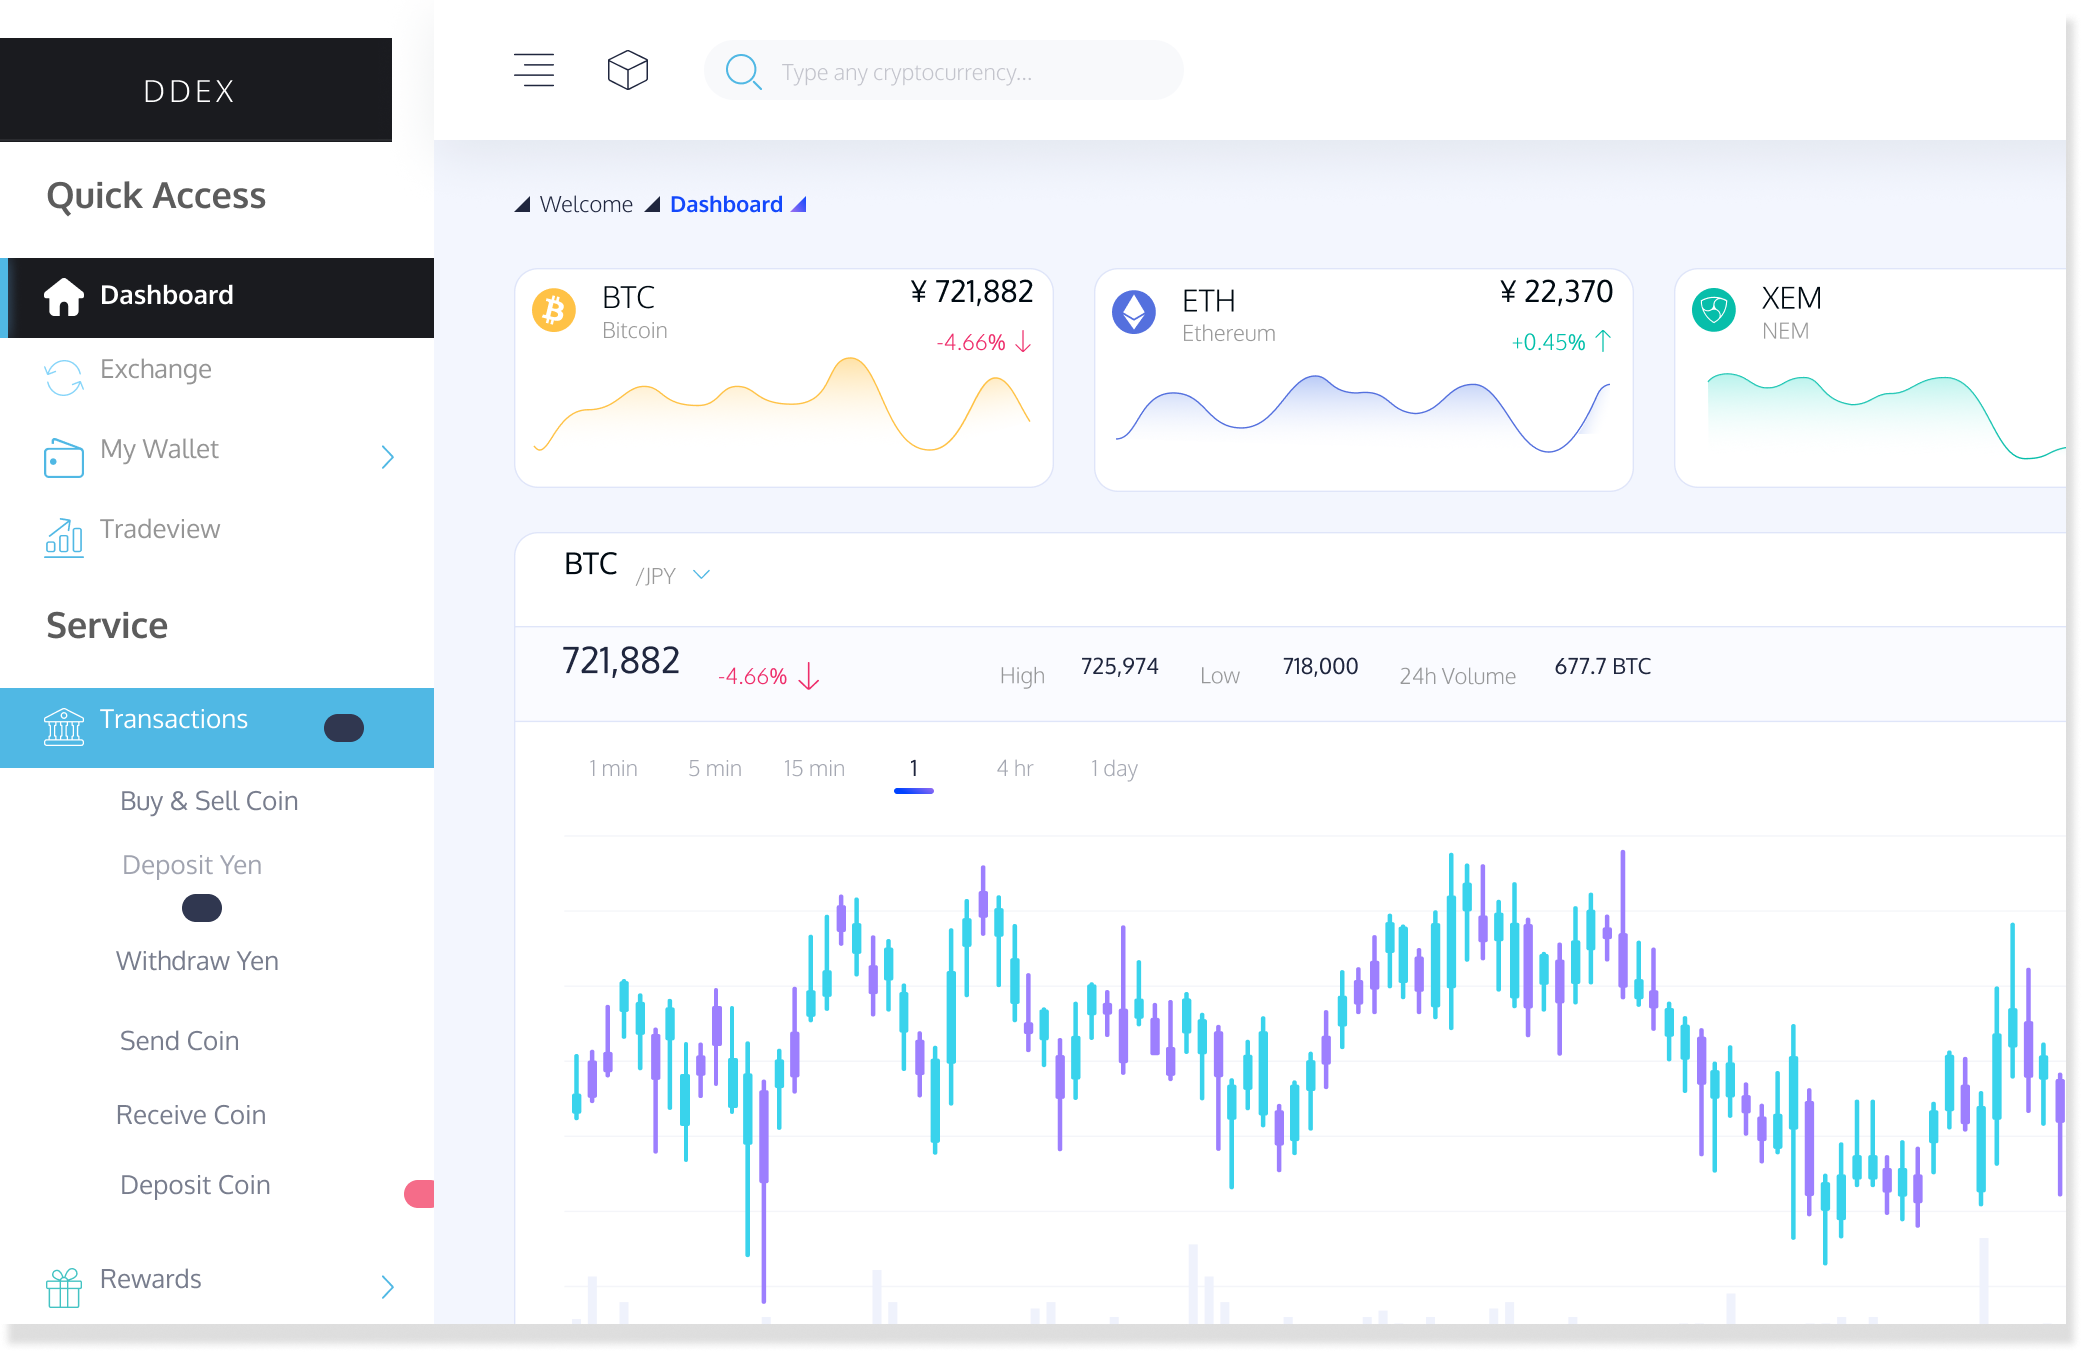 DDEX
Quick Access
Dashboard
Exchange
My Wallet
Tradeview
Service
Transactions
Buy & Sell Coin
Deposit Yen
Withdraw Yen
Send Coin
Receive Coin
Deposit Coin
Rewards
Type any cryptocurrency...
Welcome Dashboard
BTC ¥ 721,882
Bitcoin -4.66%
ETH ¥ 22,370
Ethereum +0.45%
XEM
NEM
BTC /JPY
721,882 -4.66% High 725,974 Low 718,000 24h Volume 677.7 BTC
1 min 5 min 15 min 1 4 hr 1 day